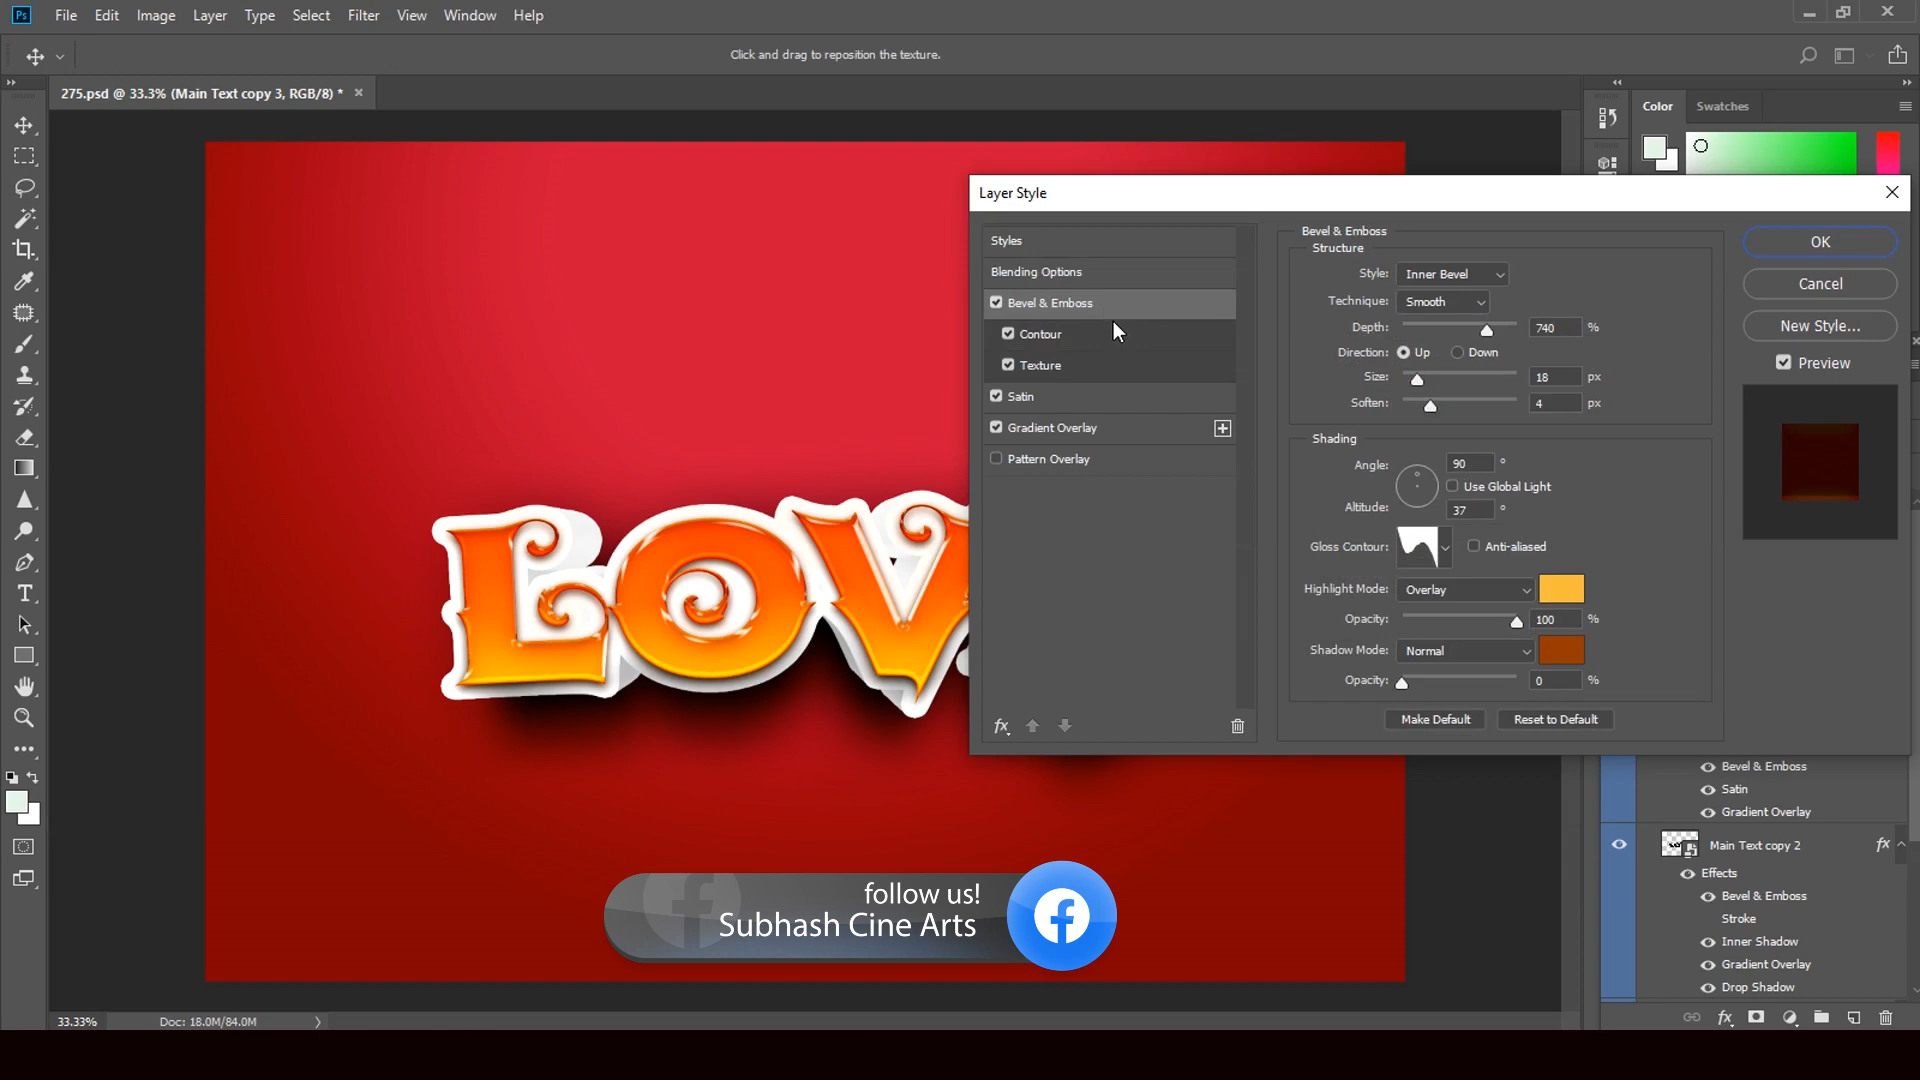 Ps File Edit Image Layer Type Select Filter View Window Help
Click and drag to reposition the texture.
275.psd @ 33.3% (Main Text copy 3, RGB/8) *
Color Swatches
Layer Style
Styles
Blending Options
Bevel & Emboss
Contour
Texture
Satin
Gradient Overlay
Pattern Overlay
fx
Bevel & Emboss
Structure
Style: Inner Bevel
Technique: Smooth
Depth: 740 %
Direction: Up Down
Size: 18 px
Soften: 4 px
Shading
Angle: 90 °
Use Global Light
Altitude: 37 °
Gloss Contour: Anti-aliased
Highlight Mode: Overlay
Opacity: 100 %
Shadow Mode: Normal
Opacity: 0 %
Make Default Reset to Default
OK
Cancel
New Style...
Preview
LOV
Bevel & Emboss
Satin
Gradient Overlay
Main Text copy 2 fx
Effects
Bevel & Emboss
Stroke
Inner Shadow
Gradient Overlay
Drop Shadow
fx
follow us!
Subhash Cine Arts
33.33% Doc: 18.0M/84.0M